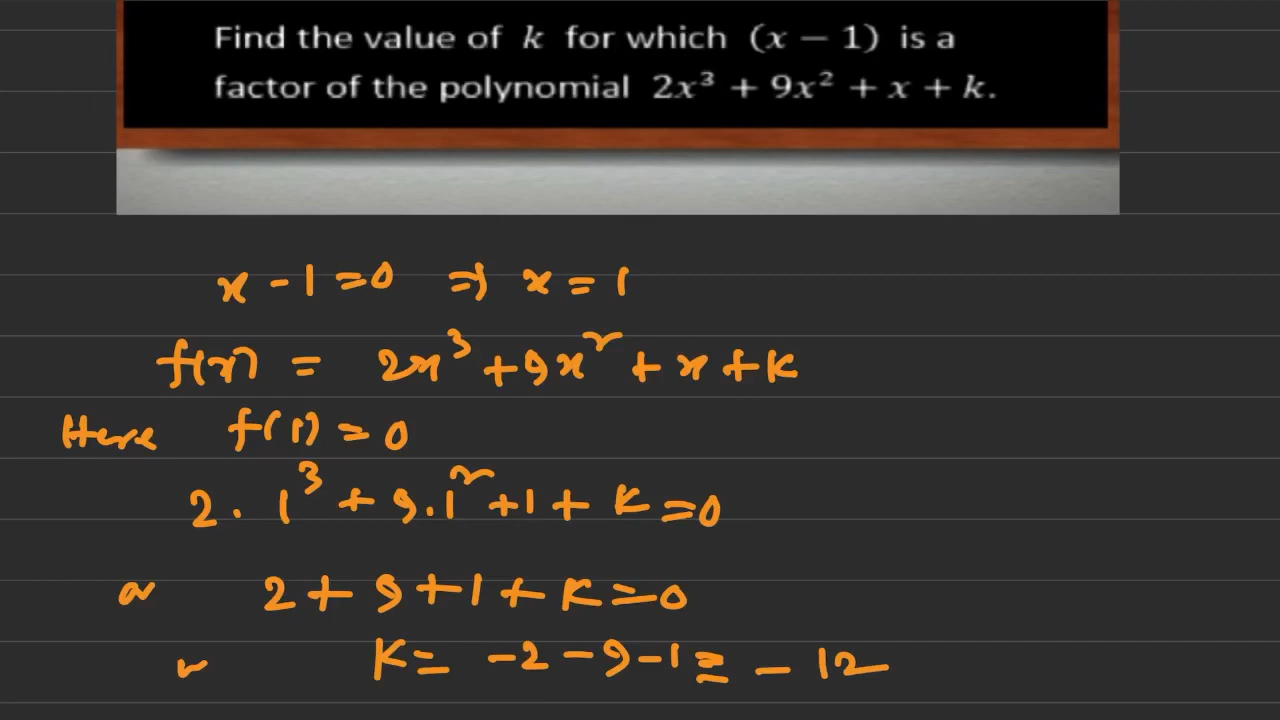 Find the value of k for which (x − 1) is a
factor of the polynomial 2x³ + 9x² + x + k.
x - 1 = 0 ⇒ x = 1
f(x) = 2x³ + 9x² + x + k
Here f(1) = 0
2 . 1³ + 9 . 1² + 1 + k = 0
or 2 + 9 + 1 + k = 0
or k = -2 - 9 - 1 = - 12